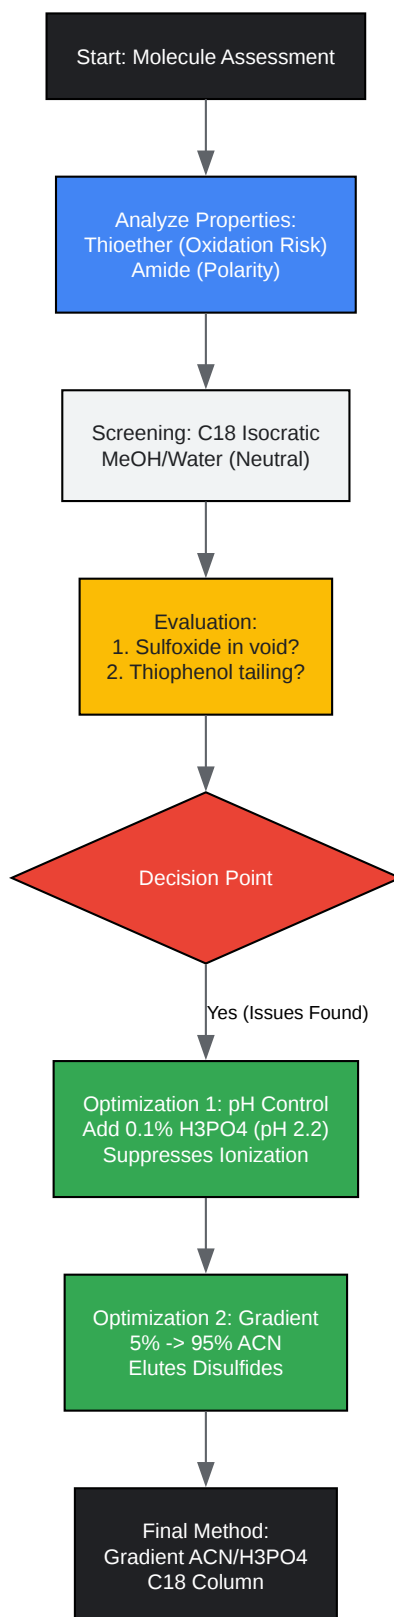 Start: Molecule Assessment
Analyze Properties:
Thioether (Oxidation Risk)
Amide (Polarity)
Screening: C18 Isocratic
MeOH/Water (Neutral)
Evaluation:
1. Sulfoxide in void?
2. Thiophenol tailing?
Decision Point
Yes (Issues Found)
Optimization 1: pH Control
Add 0.1% H3PO4 (pH 2.2)
Suppresses Ionization
Optimization 2: Gradient
5% -> 95% ACN
Elutes Disulfides
Final Method:
Gradient ACN/H3PO4
C18 Column